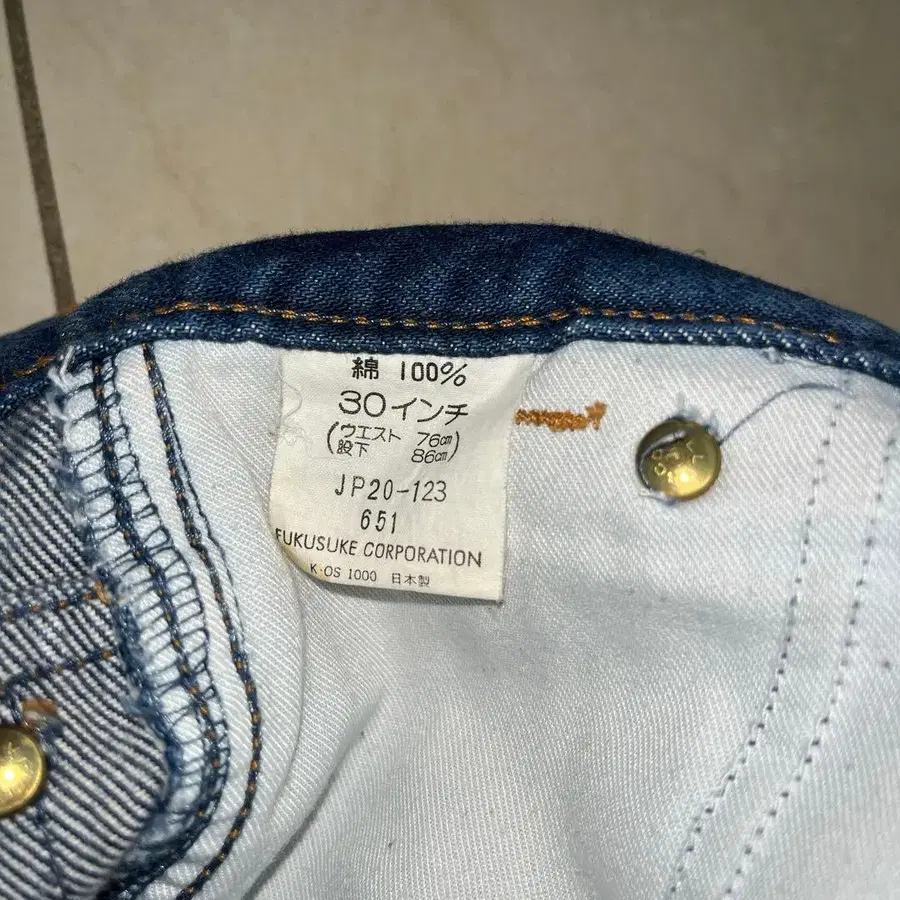 綿 100%
30インチ
(ウエスト 76cm
股下 86cm)
JP20-123
651
FUKUSUKE CORPORATION
K·OS 1000 日本製